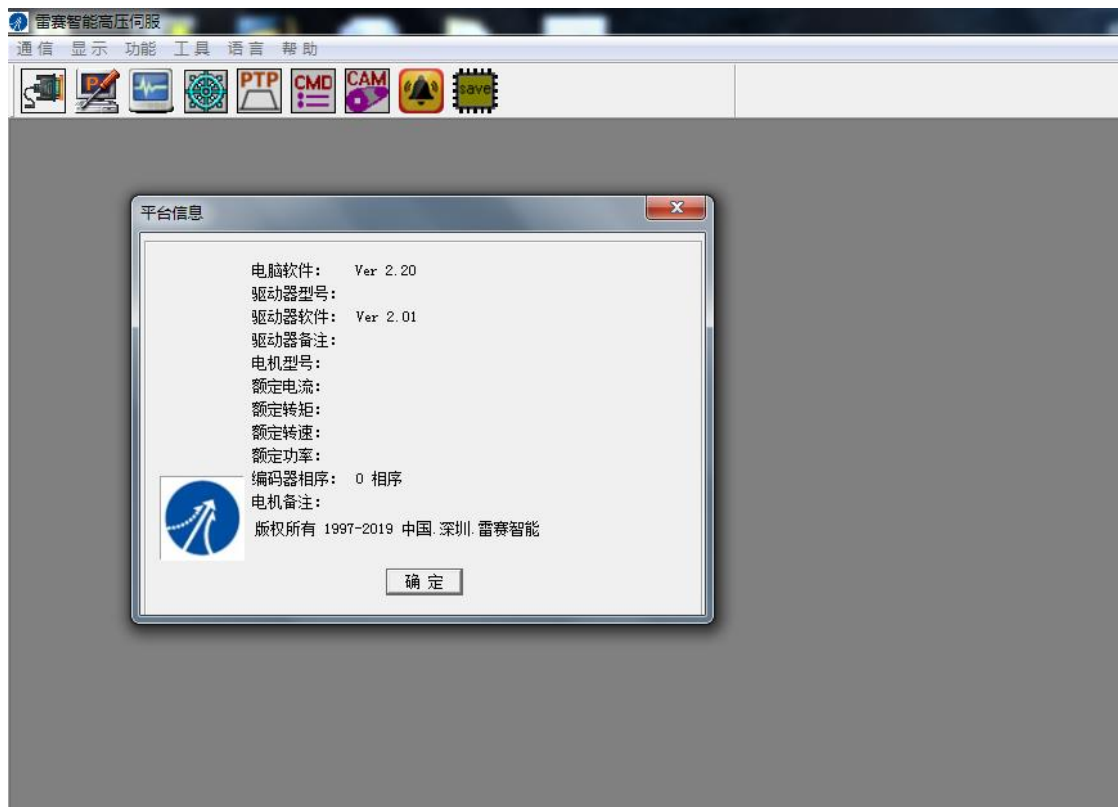 雷赛智能高压伺服
通信 显示 功能 工具 语言 帮助
PTP CMD CAM save
平台信息
电脑软件： Ver 2.20
驱动器型号：
驱动器软件： Ver 2.01
驱动器备注：
电机型号：
额定电流：
额定转矩：
额定转速：
额定功率：
编码器相序： 0 相序
电机备注：
版权所有 1997-2019 中国.深圳.雷赛智能
确 定